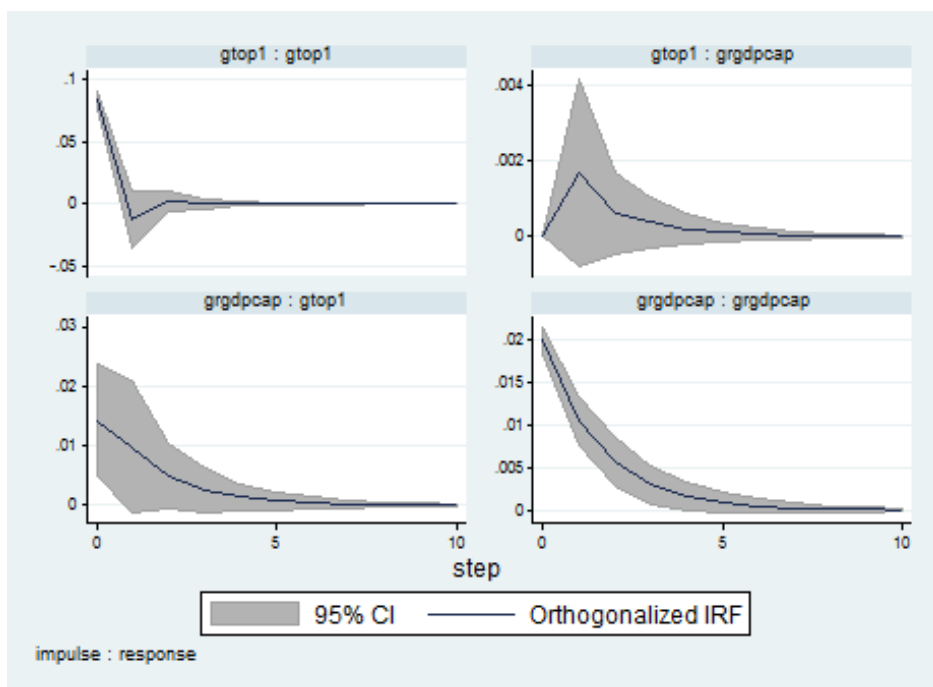 gtop1 : gtop1
gtop1 : grgdpcap
.1
.05
0
-.05
.004
.002
0
grgdpcap : gtop1
grgdpcap : grgdpcap
.03
.02
.01
0
.02
.015
.01
.005
0
0 5 10
0 5 10
step
95% CI
Orthogonalized IRF
impulse : response